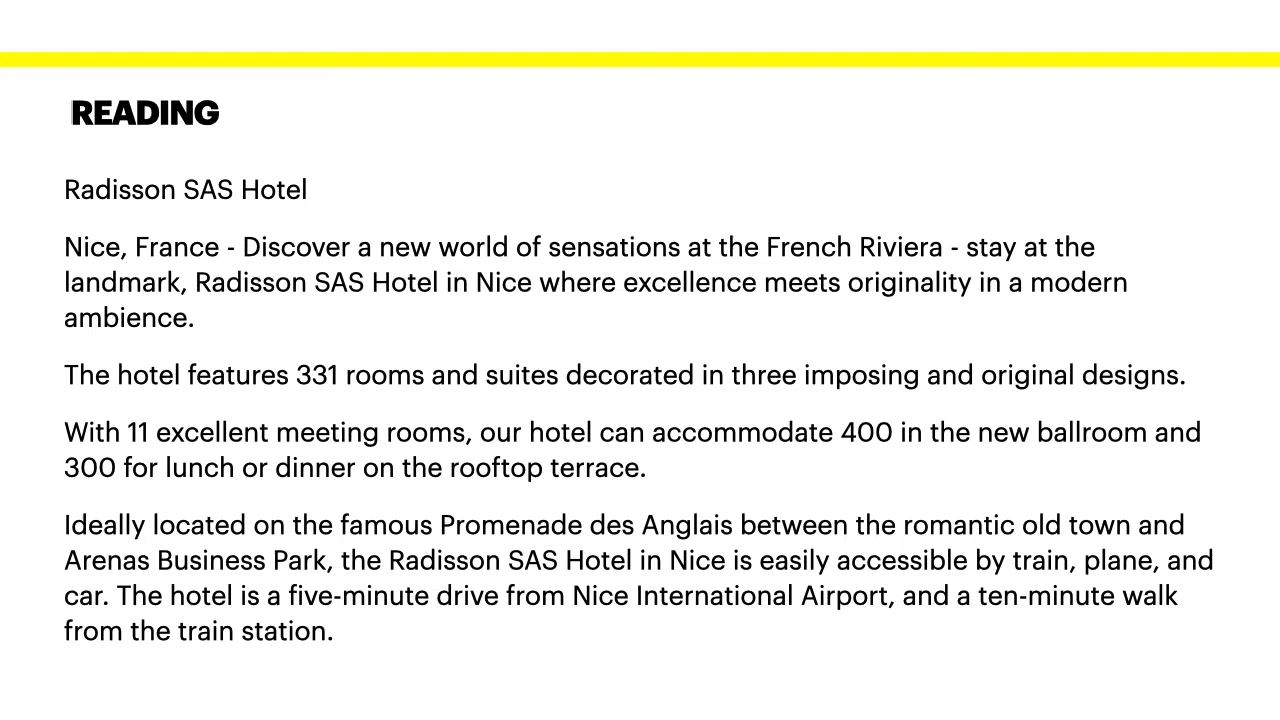 READING
Radisson SAS Hotel
Nice, France - Discover a new world of sensations at the French Riviera - stay at the
landmark, Radisson SAS Hotel in Nice where excellence meets originality in a modern
ambience.
The hotel features 331 rooms and suites decorated in three imposing and original designs.
With 11 excellent meeting rooms, our hotel can accommodate 400 in the new ballroom and
300 for lunch or dinner on the rooftop terrace.
Ideally located on the famous Promenade des Anglais between the romantic old town and
Arenas Business Park, the Radisson SAS Hotel in Nice is easily accessible by train, plane, and
car. The hotel is a five-minute drive from Nice International Airport, and a ten-minute walk
from the train station.